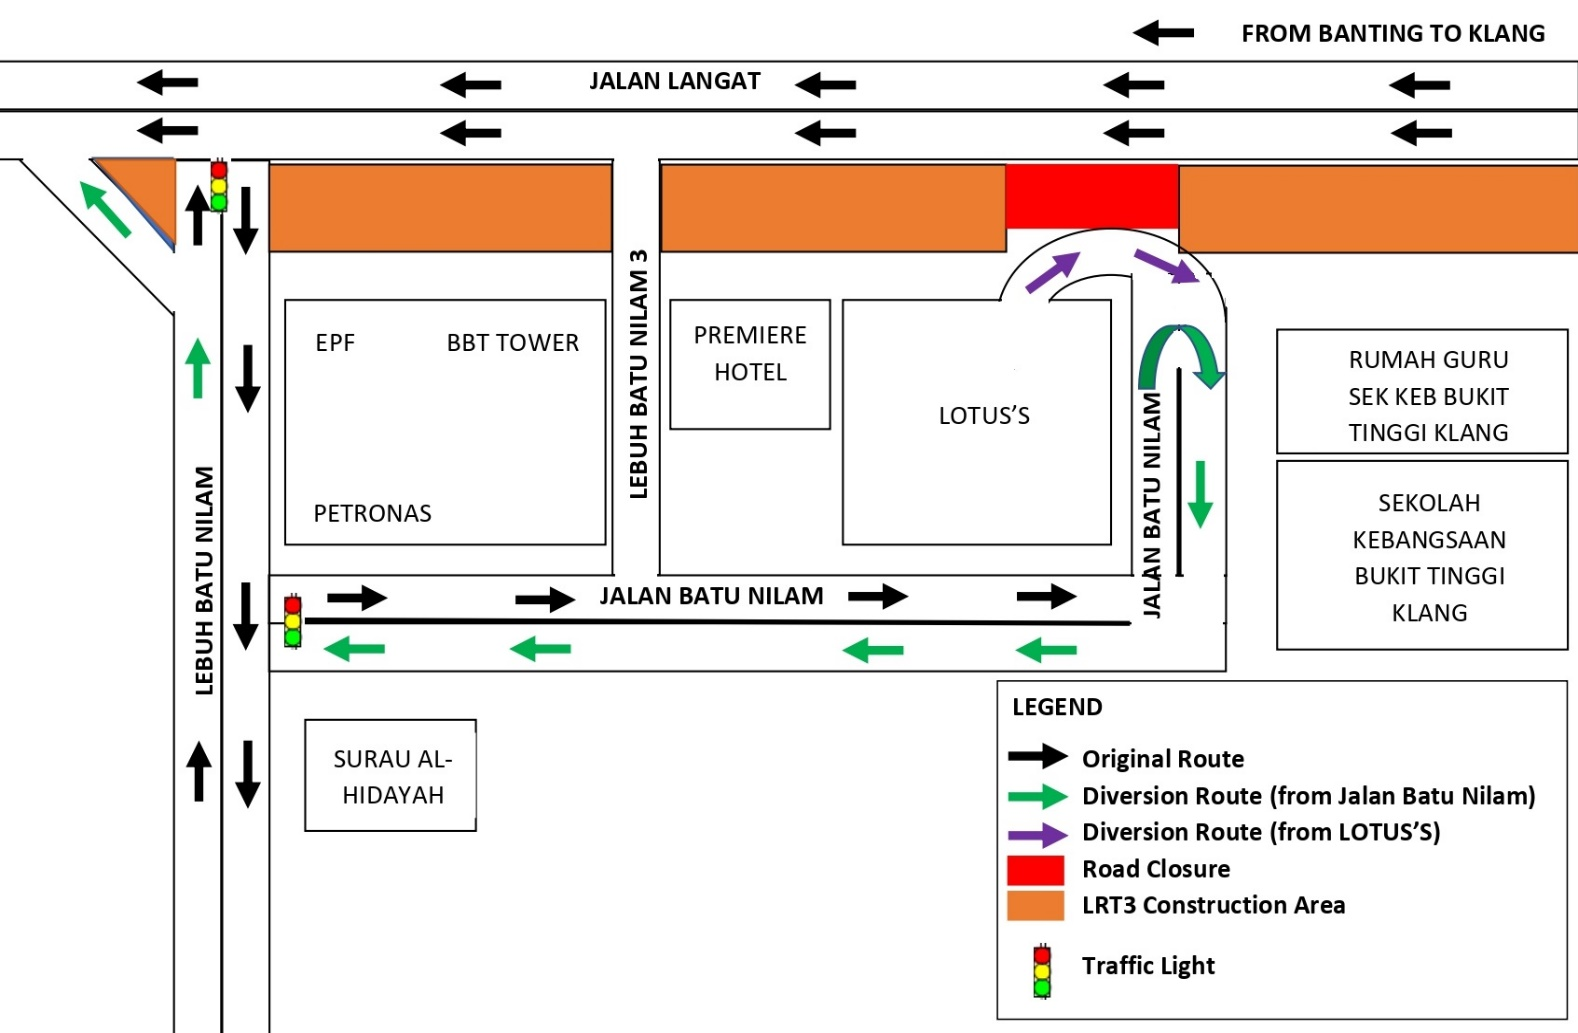 FROM BANTING TO KLANG
JALAN LANGAT
LEBUH BATU NILAM 3
EPF
BBT TOWER
PETRONAS
PREMIERE
HOTEL
LOTUS’S
JALAN BATU NILAM
RUMAH GURU
SEK KEB BUKIT
TINGGI KLANG
SEKOLAH
KEBANGSAAN
BUKIT TINGGI
KLANG
LEBUH BATU NILAM
JALAN BATU NILAM
SURAU AL-
HIDAYAH
LEGEND
Original Route
Diversion Route (from Jalan Batu Nilam)
Diversion Route (from LOTUS’S)
Road Closure
LRT3 Construction Area
Traffic Light